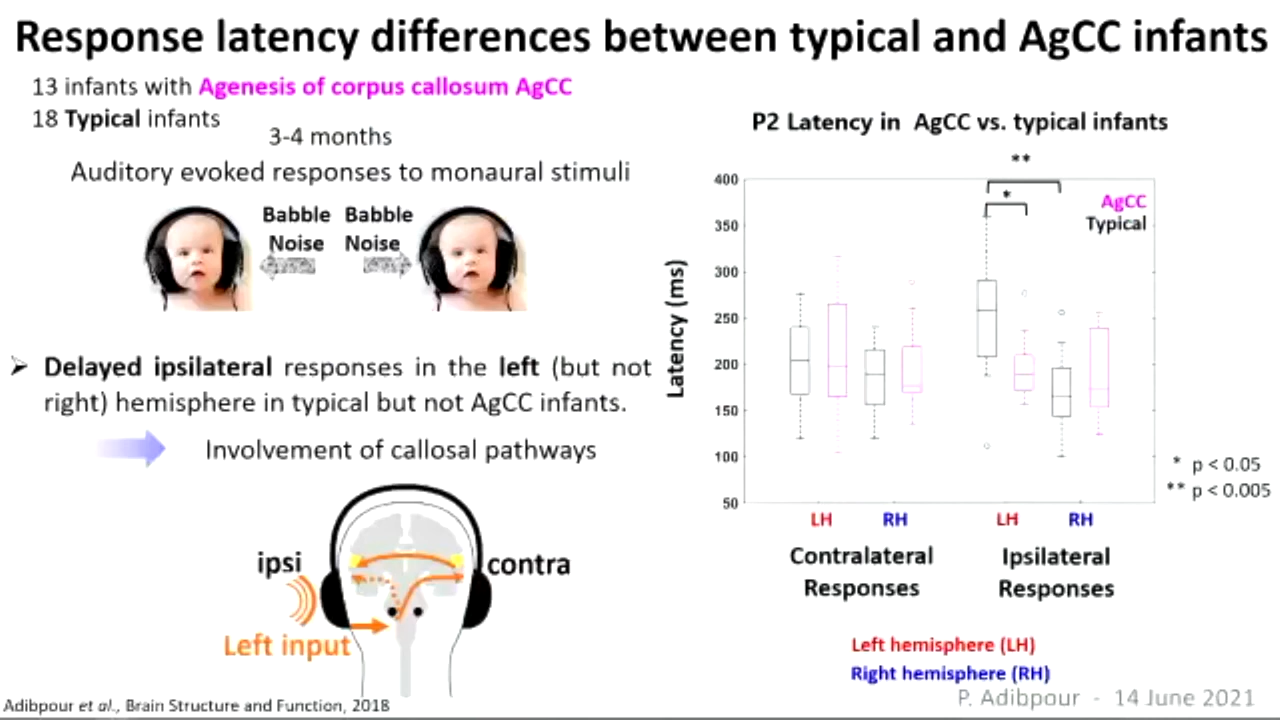 Response latency differences between typical and AgCC infants
13 infants with Agenesis of corpus callosum AgCC
18 Typical infants
3-4 months
Auditory evoked responses to monaural stimuli
Babble Babble
Noise Noise
➢ Delayed ipsilateral responses in the left (but not
right) hemisphere in typical but not AgCC infants.
Involvement of callosal pathways
ipsi
contra
Left input
Adibpour et al., Brain Structure and Function, 2018
P2 Latency in AgCC vs. typical infants
**
*
AgCC
Typical
Latency (ms)
400
350
300
250
200
150
100
50
LH RH LH RH
Contralateral Ipsilateral
Responses Responses
* p < 0.05
** p < 0.005
Left hemisphere (LH)
Right hemisphere (RH)
P. Adibpour - 14 June 2021